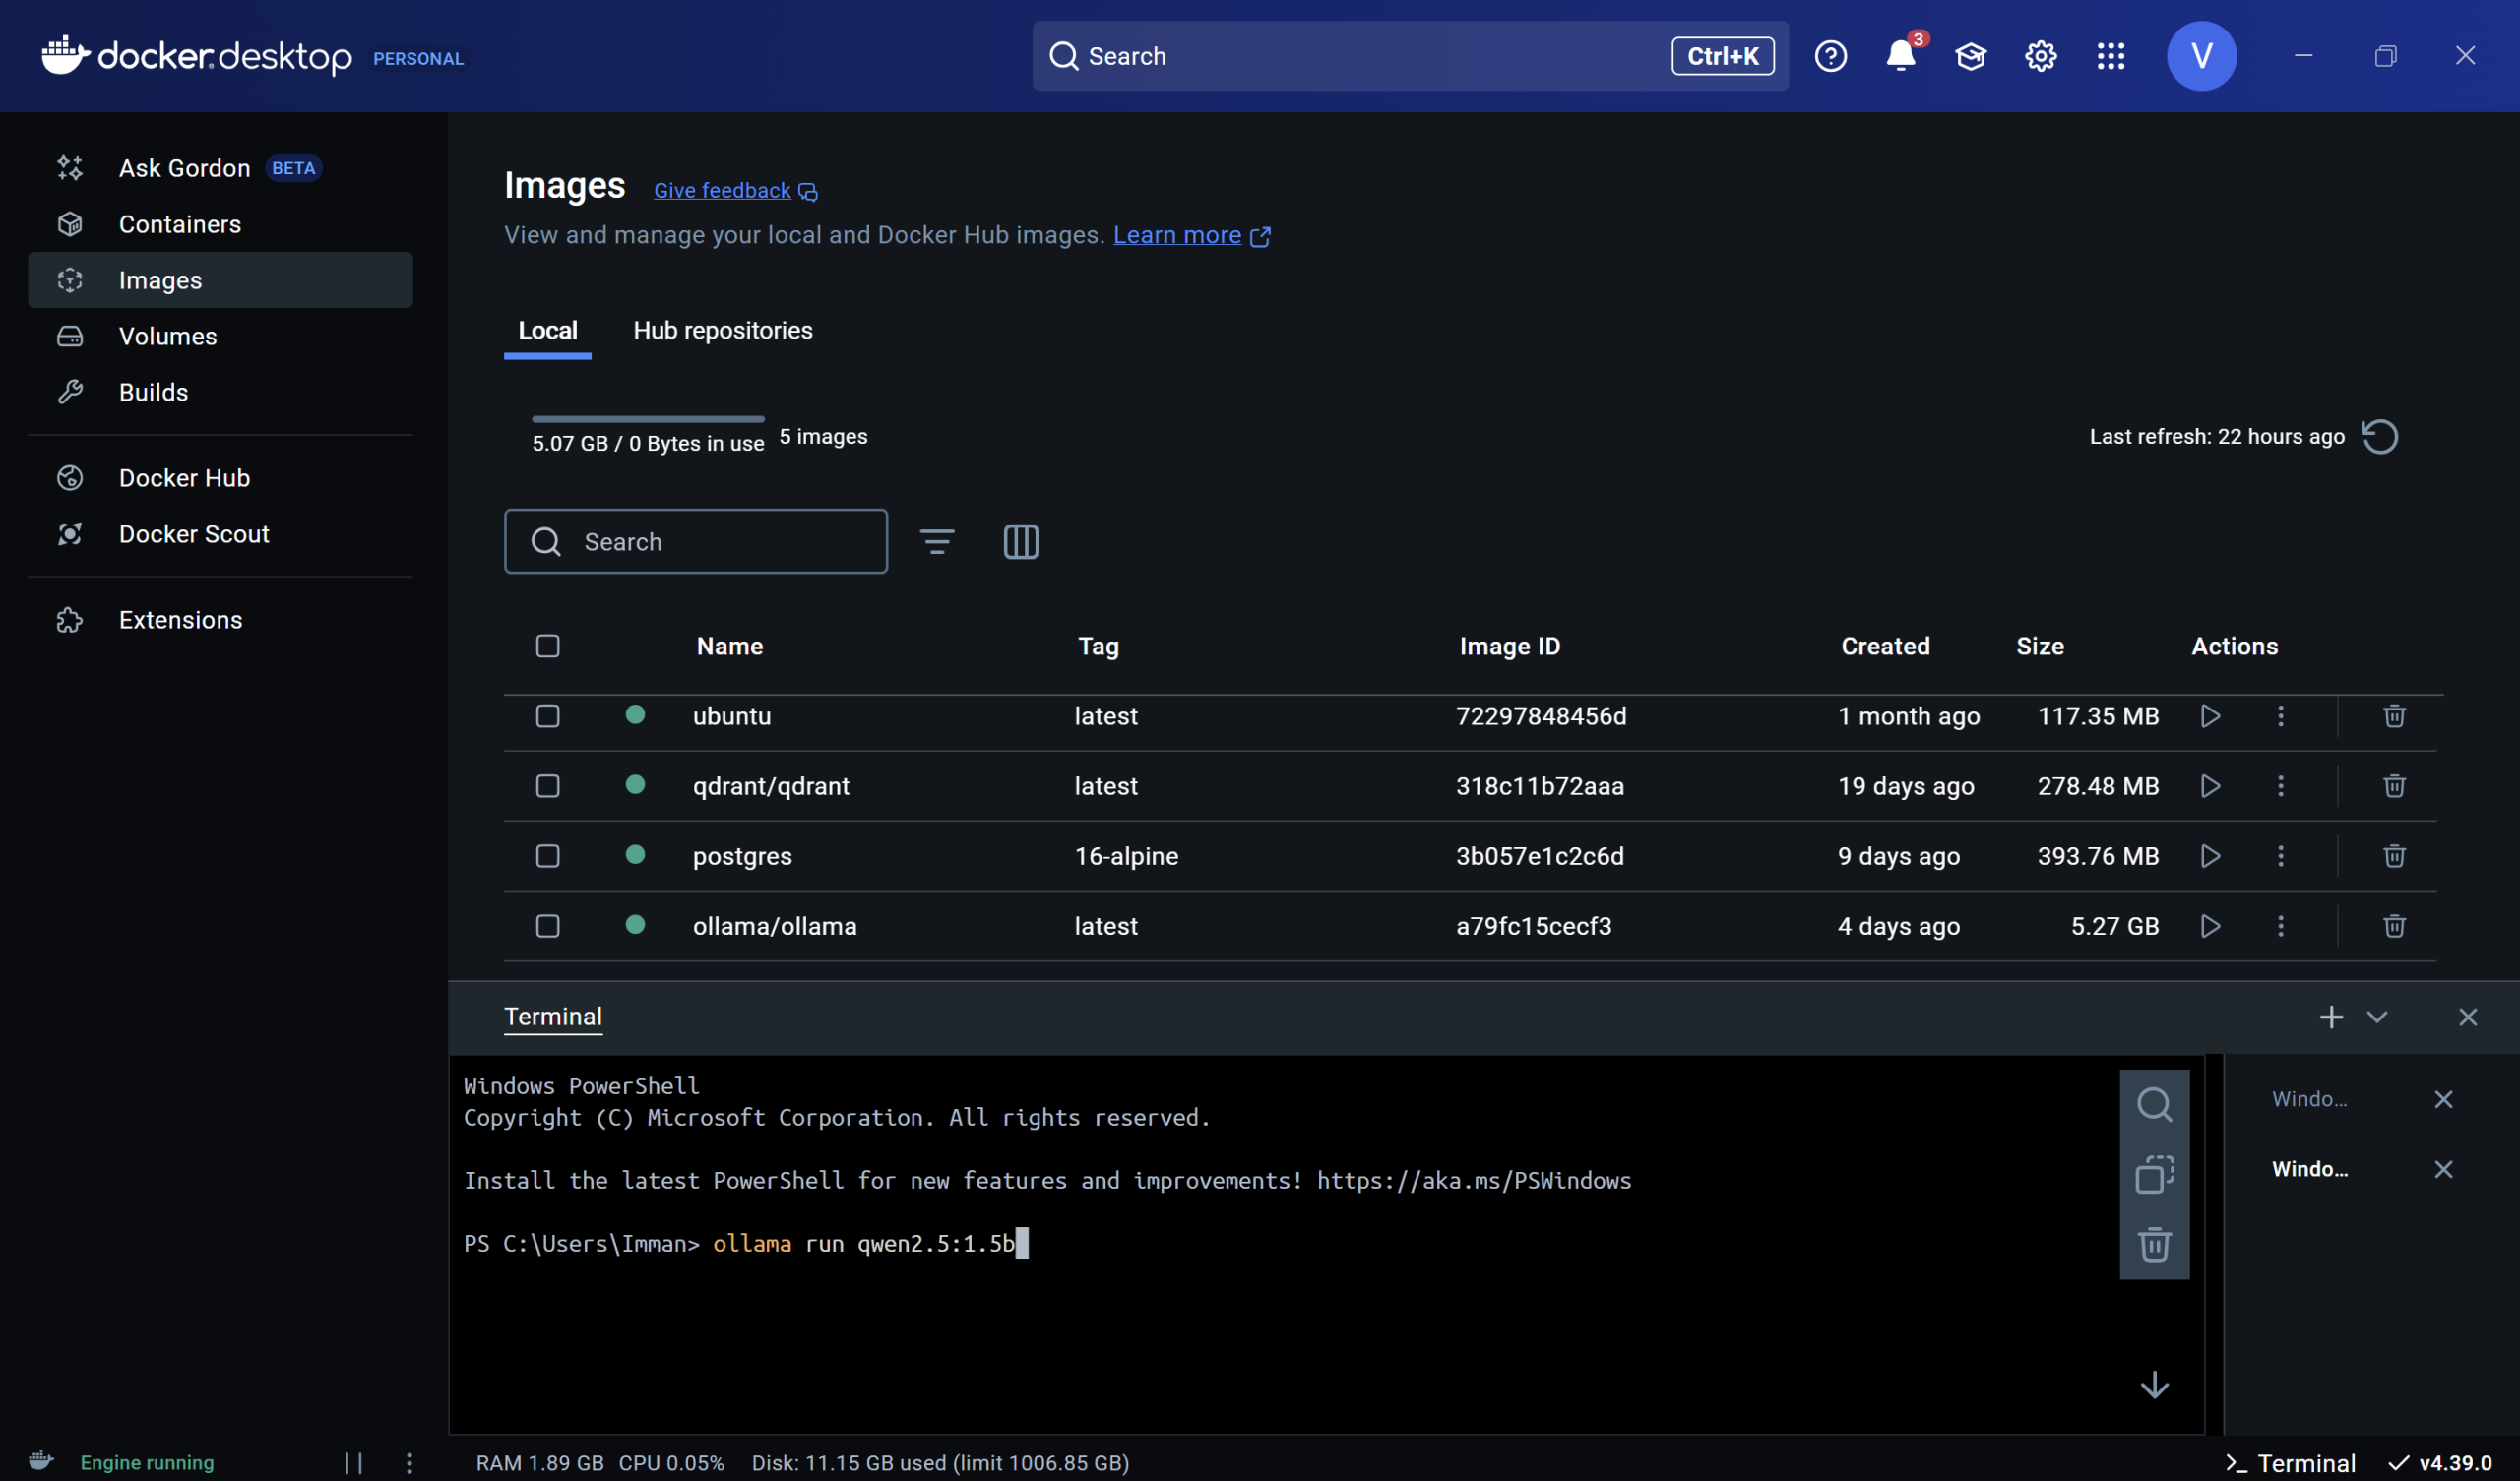 docker.desktop PERSONAL
Search Ctrl+K 3 V
Ask Gordon BETA
Containers
Images
Volumes
Builds
Docker Hub
Docker Scout
Extensions
Images Give feedback
View and manage your local and Docker Hub images. Learn more
Local Hub repositories
5.07 GB / 0 Bytes in use 5 images Last refresh: 22 hours ago
Search
Name Tag Image ID Created Size Actions
ubuntu latest 72297848456d 1 month ago 117.35 MB
qdrant/qdrant latest 318c11b72aaa 19 days ago 278.48 MB
postgres 16-alpine 3b057e1c2c6d 9 days ago 393.76 MB
ollama/ollama latest a79fc15cecf3 4 days ago 5.27 GB
Terminal
Windows PowerShell
Copyright (C) Microsoft Corporation. All rights reserved.
Install the latest PowerShell for new features and improvements! https://aka.ms/PSWindows
PS C:\Users\Imman> ollama run qwen2.5:1.5b
Windo...
Windo...
Engine running RAM 1.89 GB CPU 0.05% Disk: 11.15 GB used (limit 1006.85 GB) Terminal v4.39.0